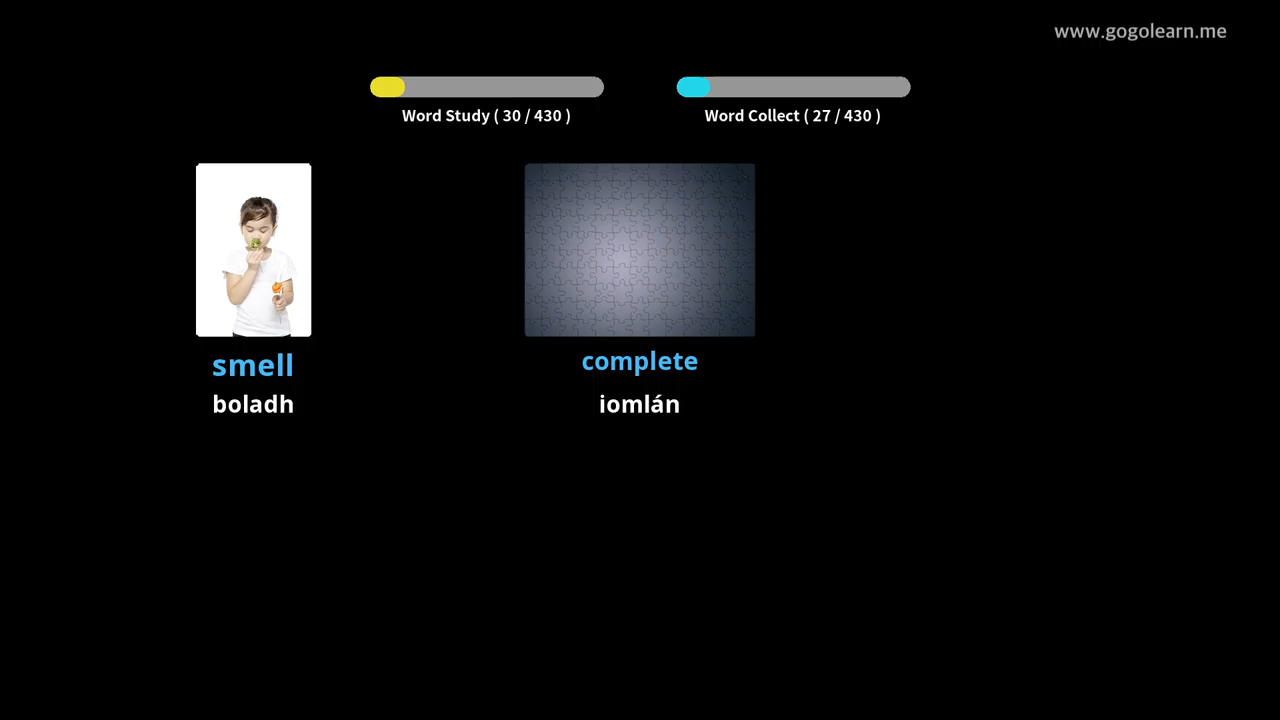 www.gogolearn.me
Word Study ( 30 / 430 )
Word Collect ( 27 / 430 )
smell
boladh
complete
iomlán